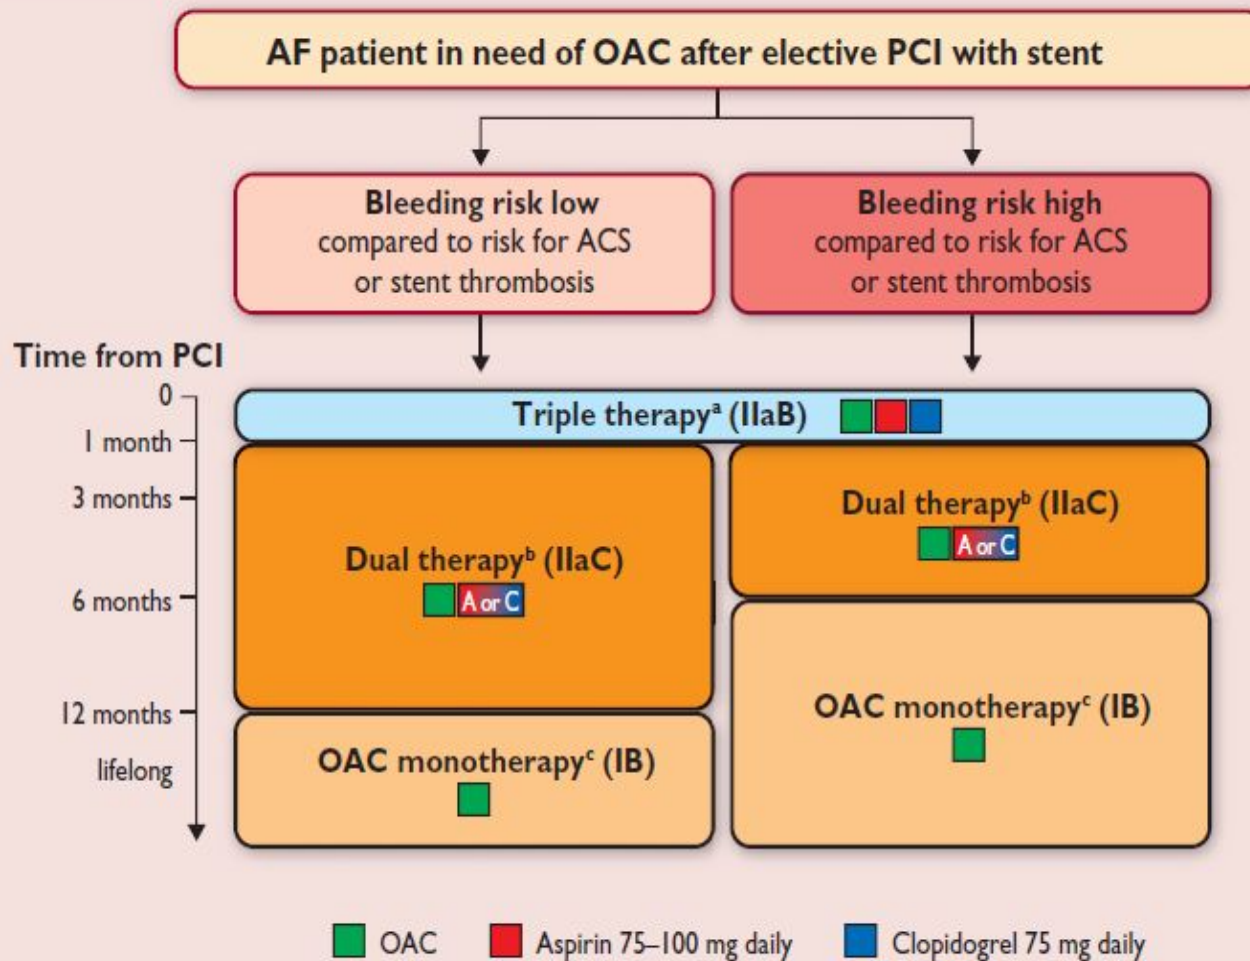 AF patient in need of OAC after elective PCI with stent
Bleeding risk low
compared to risk for ACS
or stent thrombosis
Bleeding risk high
compared to risk for ACS
or stent thrombosis
Time from PCI
0
1 month
3 months
6 months
12 months
lifelong
Triple therapyᵃ (IIaB)
Dual therapyᵇ (IIaC)
A or C
OAC monotherapyᶜ (IB)
Dual therapyᵇ (IIaC)
A or C
OAC monotherapyᶜ (IB)
OAC
Aspirin 75–100 mg daily
Clopidogrel 75 mg daily